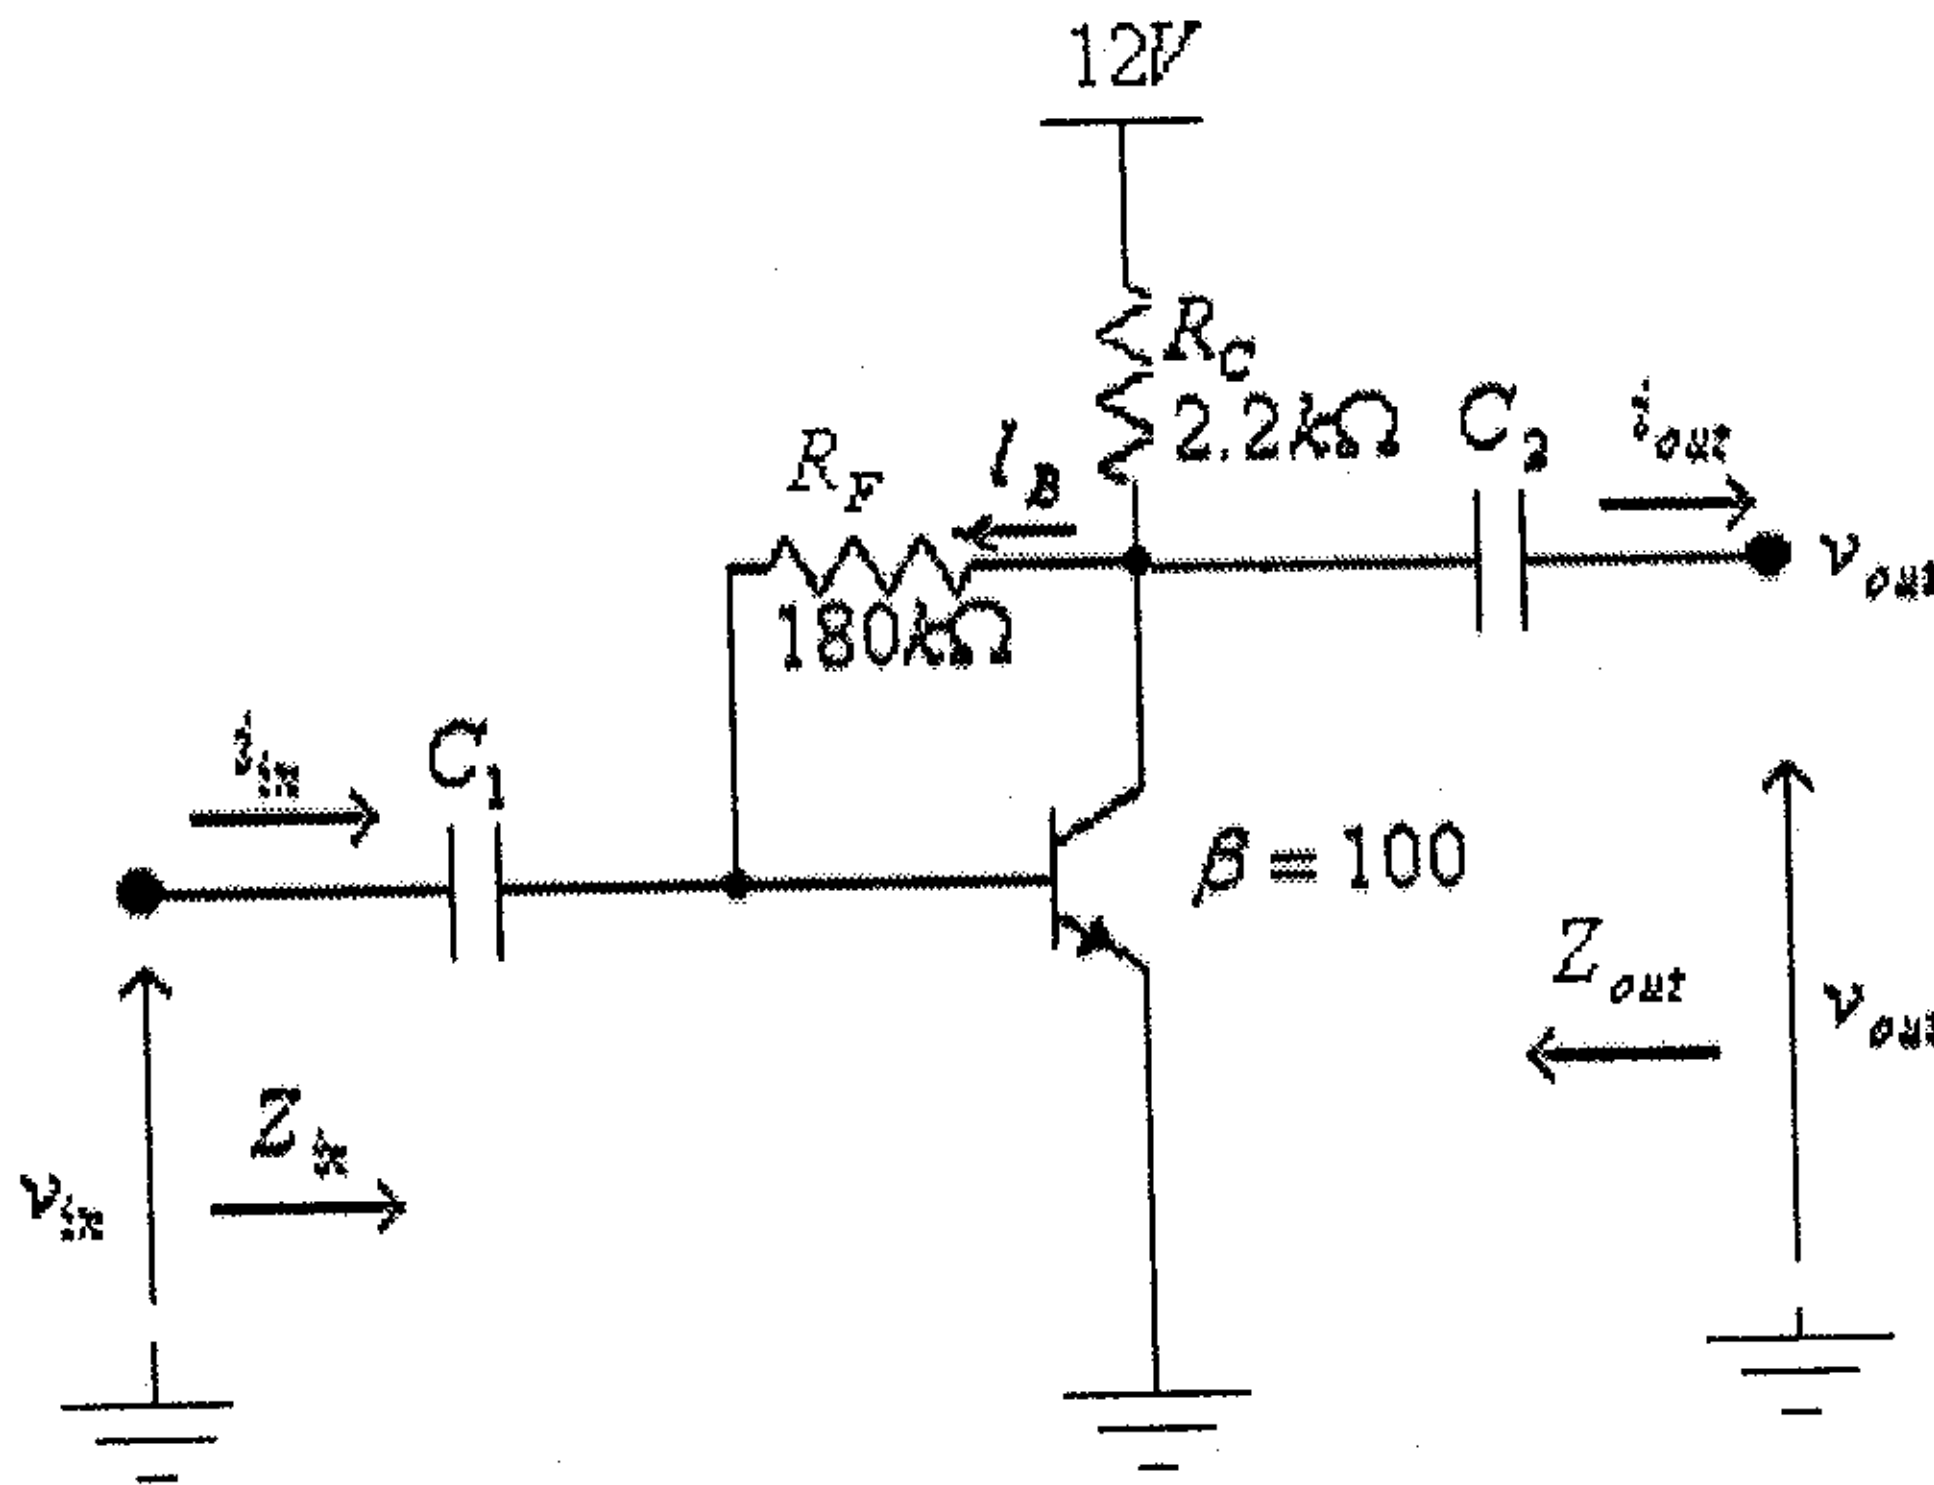 12V
R_C
2.2kΩ
C_2
i_out
R_F
I_B
v_out
180kΩ
i_in
C_1
β=100
Z_out
v_out
Z_in
v_in